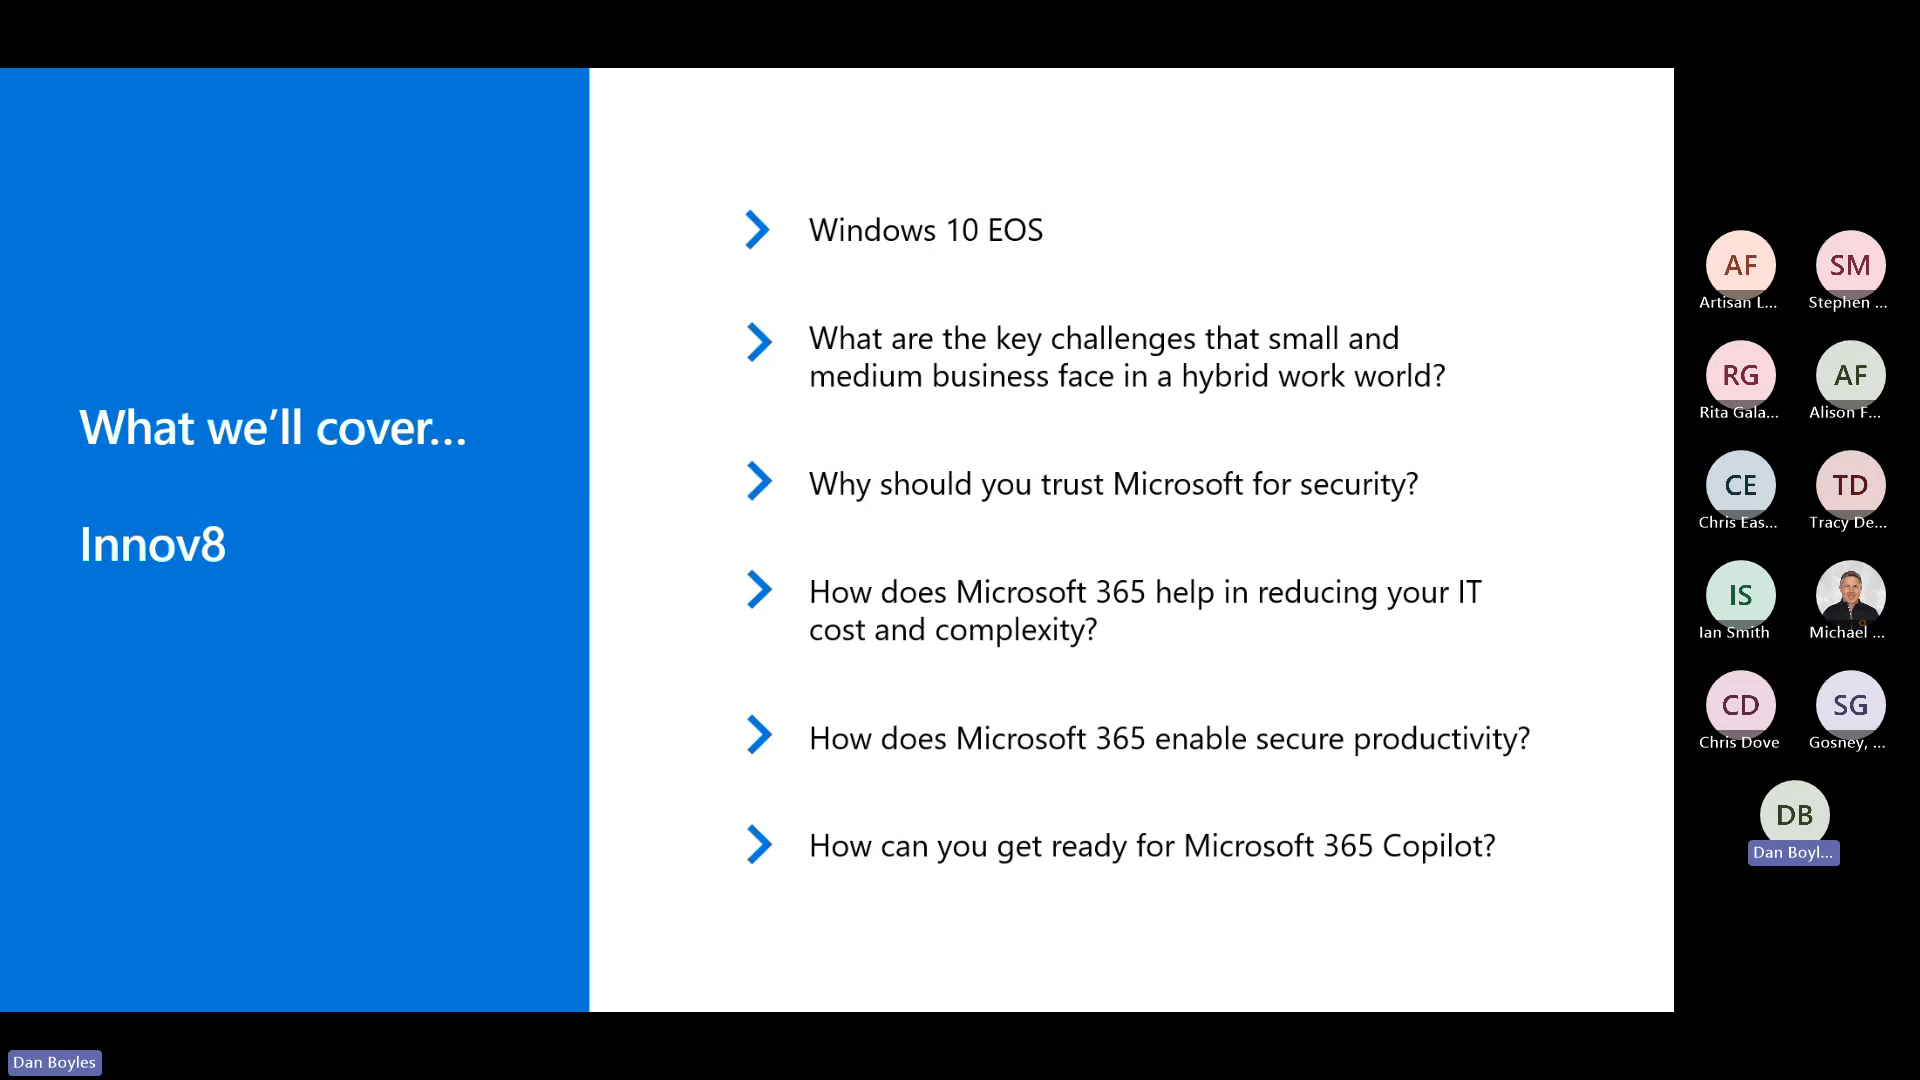 What we'll cover...
Innov8
Windows 10 EOS
What are the key challenges that small and
medium business face in a hybrid work world?
Why should you trust Microsoft for security?
How does Microsoft 365 help in reducing your IT
cost and complexity?
How does Microsoft 365 enable secure productivity?
How can you get ready for Microsoft 365 Copilot?
AF
Artisan L...
SM
Stephen ...
RG
Rita Gala...
AF
Alison F...
CE
Chris Eas...
TD
Tracy De...
IS
Ian Smith
Michael ...
CD
Chris Dove
SG
Gosney, ...
DB
Dan Boyl...
Dan Boyles